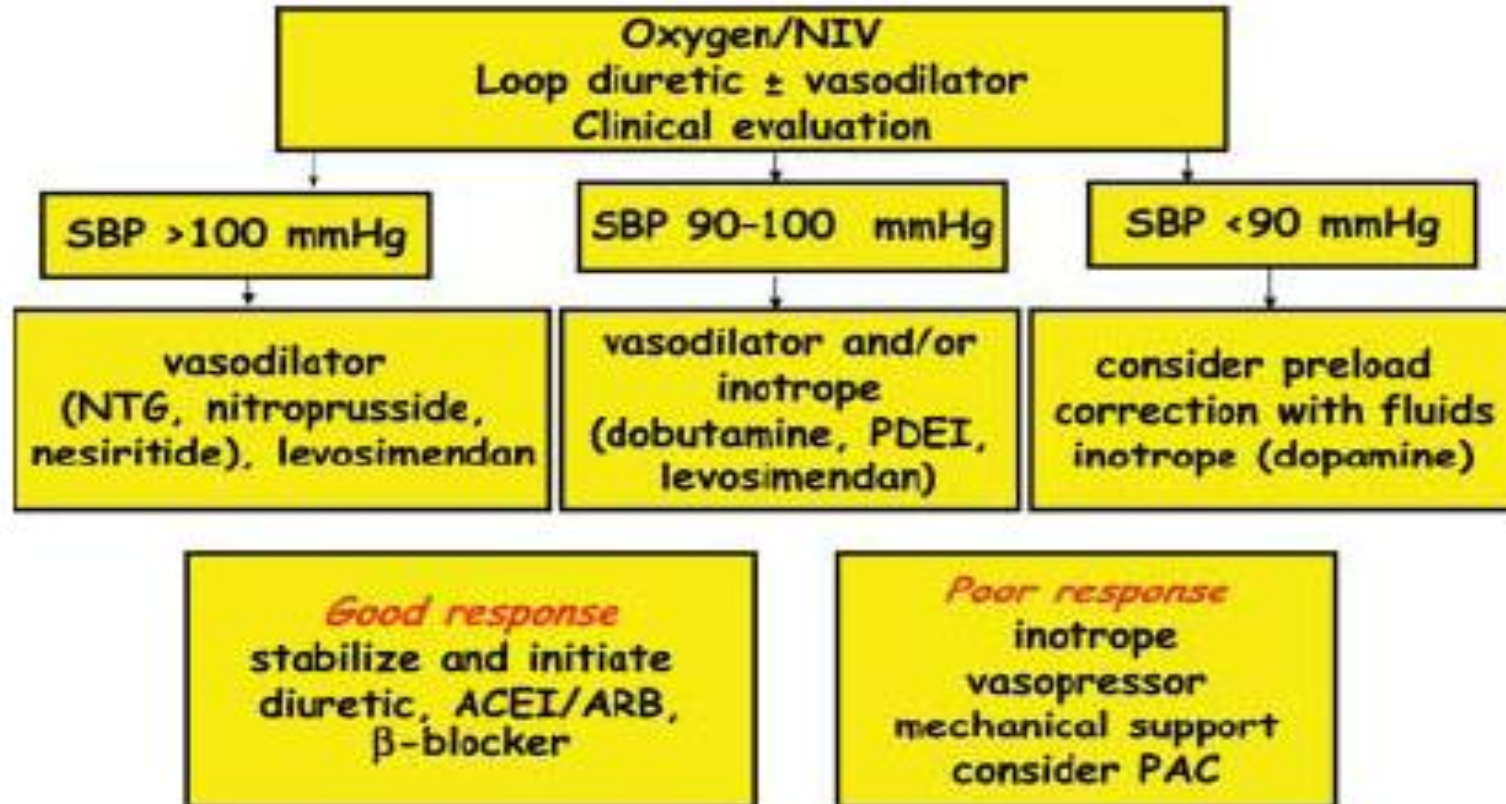 Oxygen/NIV
Loop diuretic ± vasodilator
Clinical evaluation
SBP >100 mmHg
SBP 90-100 mmHg
SBP <90 mmHg
vasodilator
(NTG, nitroprusside,
nesiritide), levosimendan
vasodilator and/or
inotrope
(dobutamine, PDEI,
levosimendan)
consider preload
correction with fluids
inotrope (dopamine)
Good response
stabilize and initiate
diuretic, ACEI/ARB,
β-blocker
Poor response
inotrope
vasopressor
mechanical support
consider PAC